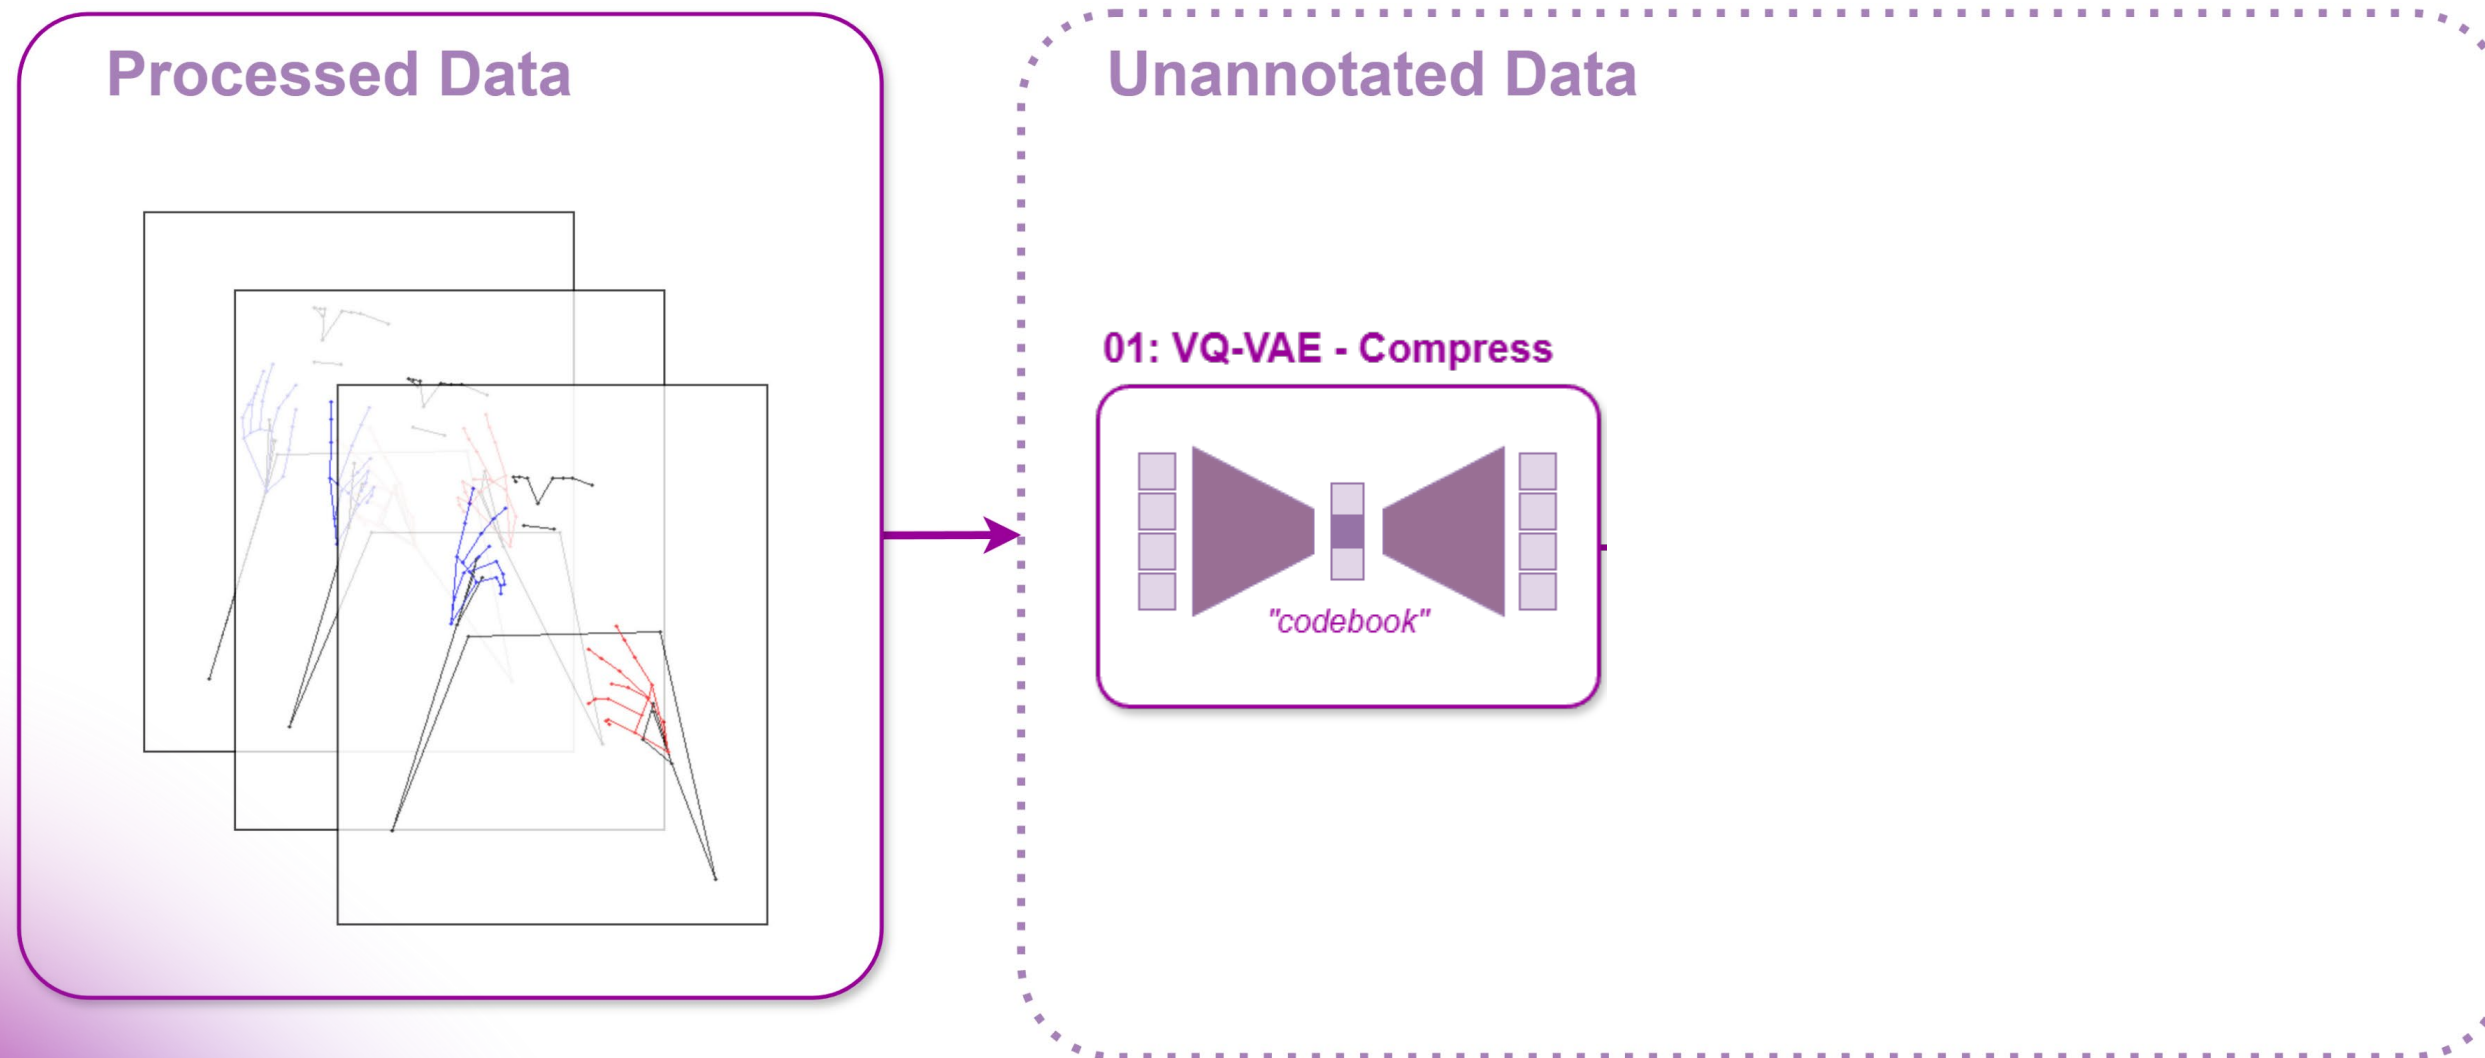 Processed Data
Unannotated Data
01: VQ-VAE - Compress
"codebook"